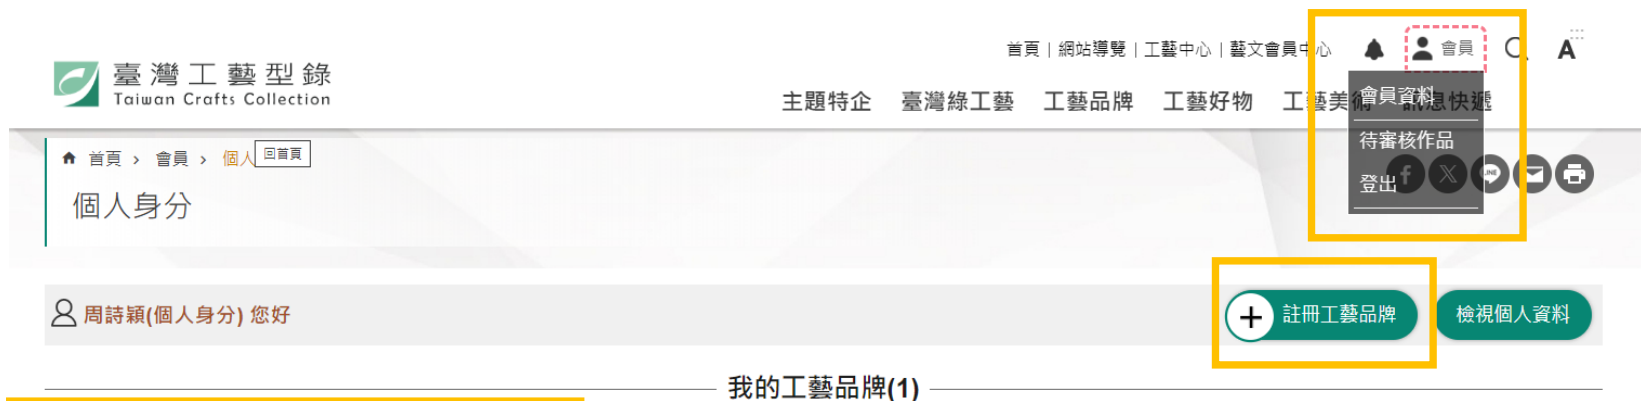 首頁 | 網站導覽 | 工藝中心 | 藝文會員中心 會員 A
臺灣工藝型錄
Taiwan Crafts Collection
主題特企 臺灣綠工藝 工藝品牌 工藝好物 工藝美術 訊息快遞
會員資料
待審核作品
登出
首頁 › 會員 › 個人
回首頁
個人身分
周詩穎(個人身分) 您好
註冊工藝品牌
檢視個人資料
我的工藝品牌(1)